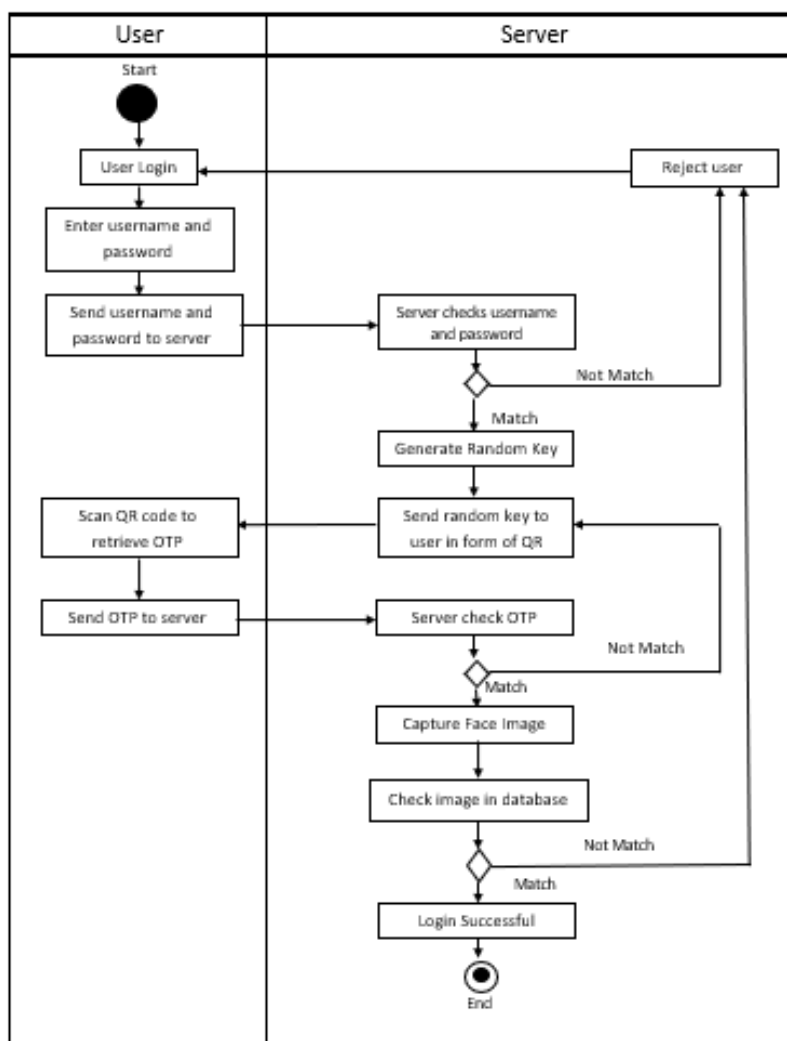 User
Server
Start
User Login
Reject user
Enter username and
password
Send username and
password to server
Server checks username
and password
Not Match
Match
Generate Random Key
Scan QR code to
retrieve OTP
Send random key to
user in form of QR
Send OTP to server
Server check OTP
Not Match
Match
Capture Face Image
Check image in database
Not Match
Match
Login Successful
End